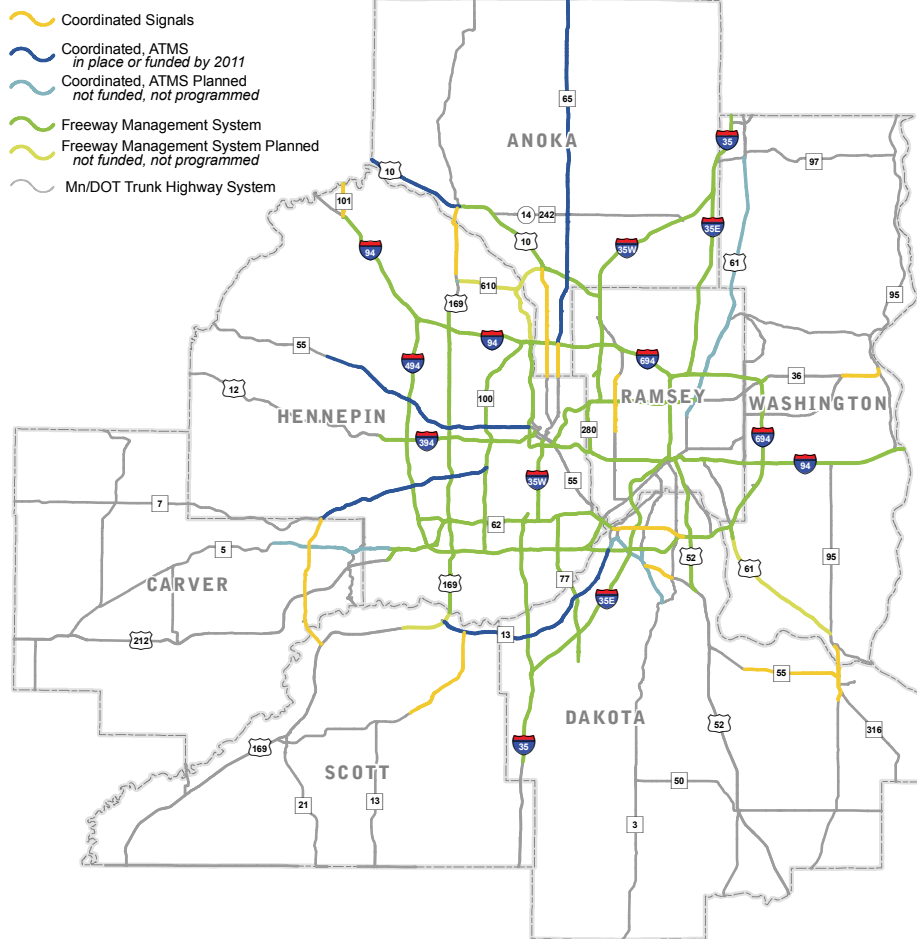 Coordinated Signals
Coordinated, ATMS
in place or funded by 2011
Coordinated, ATMS Planned
not funded, not programmed
Freeway Management System
Freeway Management System Planned
not funded, not programmed
Mn/DOT Trunk Highway System
65
ANOKA
35
97
10
101
14 242
35E
94
10
35W
61
610
95
169
55
94
494
694
36
12
100
RAMSEY
WASHINGTON
HENNEPIN
280
394
694
94
35W
55
7
62
5
95
52
61
CARVER
169
77
35E
212
13
55
DAKOTA
52
316
35
169
SCOTT
50
21
13
3